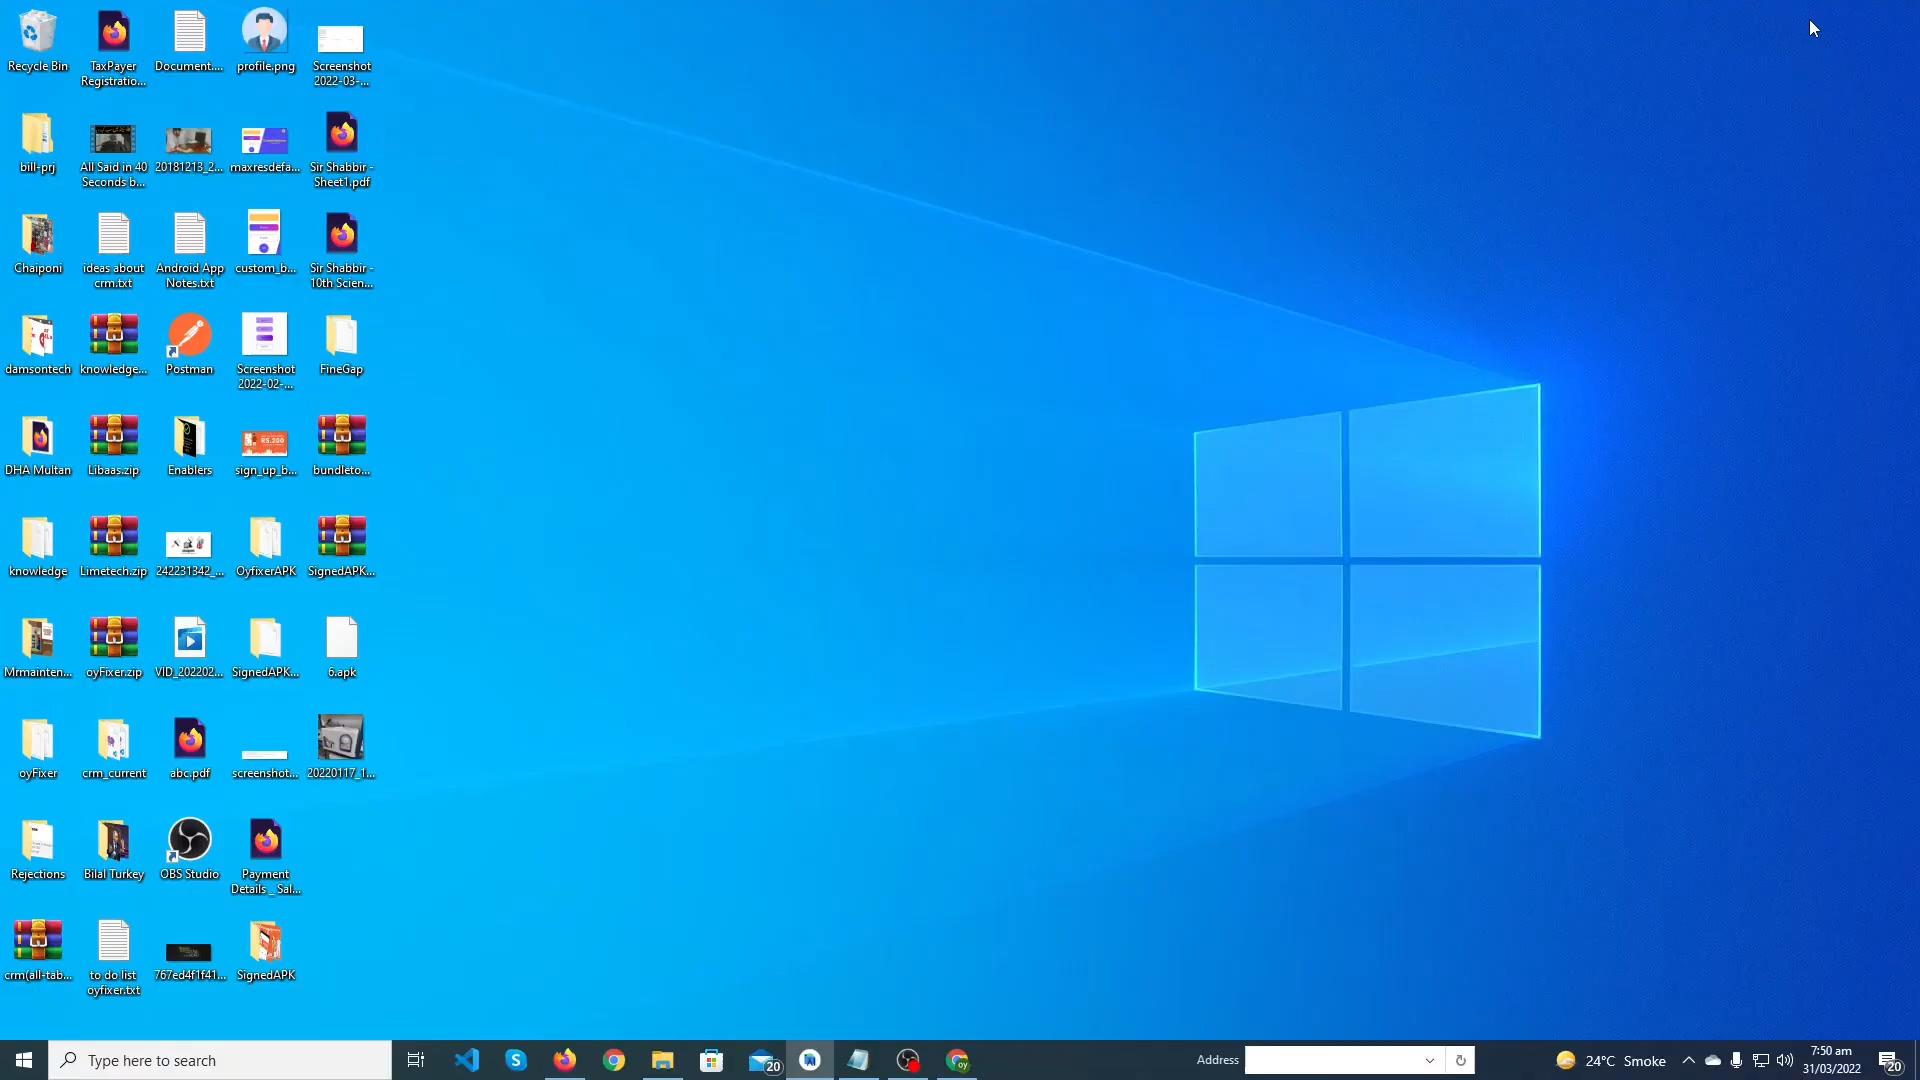 Recycle Bin
TaxPayer
Registratio...
Document....
profile.png
Screenshot
2022-03-...
bill-prj
All Said in 40
Seconds b...
20181213_2...
maxresdefa...
Sir Shabbir -
Sheet1.pdf
Chaiponi
ideas about
crm.txt
Android App
Notes.txt
custom_b...
Sir Shabbir -
10th Scien...
damsontech
knowledge...
Postman
Screenshot
2022-02-...
FineGap
DHA Multan
Libaas.zip
Enablers
sign_up_b...
bundleto...
knowledge
Limetech.zip
242231342_...
OyfixerAPK
SignedAPK...
Mrmainten...
oyFixer.zip
VID_202202...
SignedAPK...
6.apk
oyFixer
crm_current
abc.pdf
screenshot...
20220117_1...
Rejections
Bilal Turkey
OBS Studio
Payment
Details _ Sal...
crm(all-tab...
to do list
oyfixer.txt
767ed4f1f41...
SignedAPK
RS.200
Type here to search
20
Address
24°C Smoke
7:50 am
31/03/2022
20